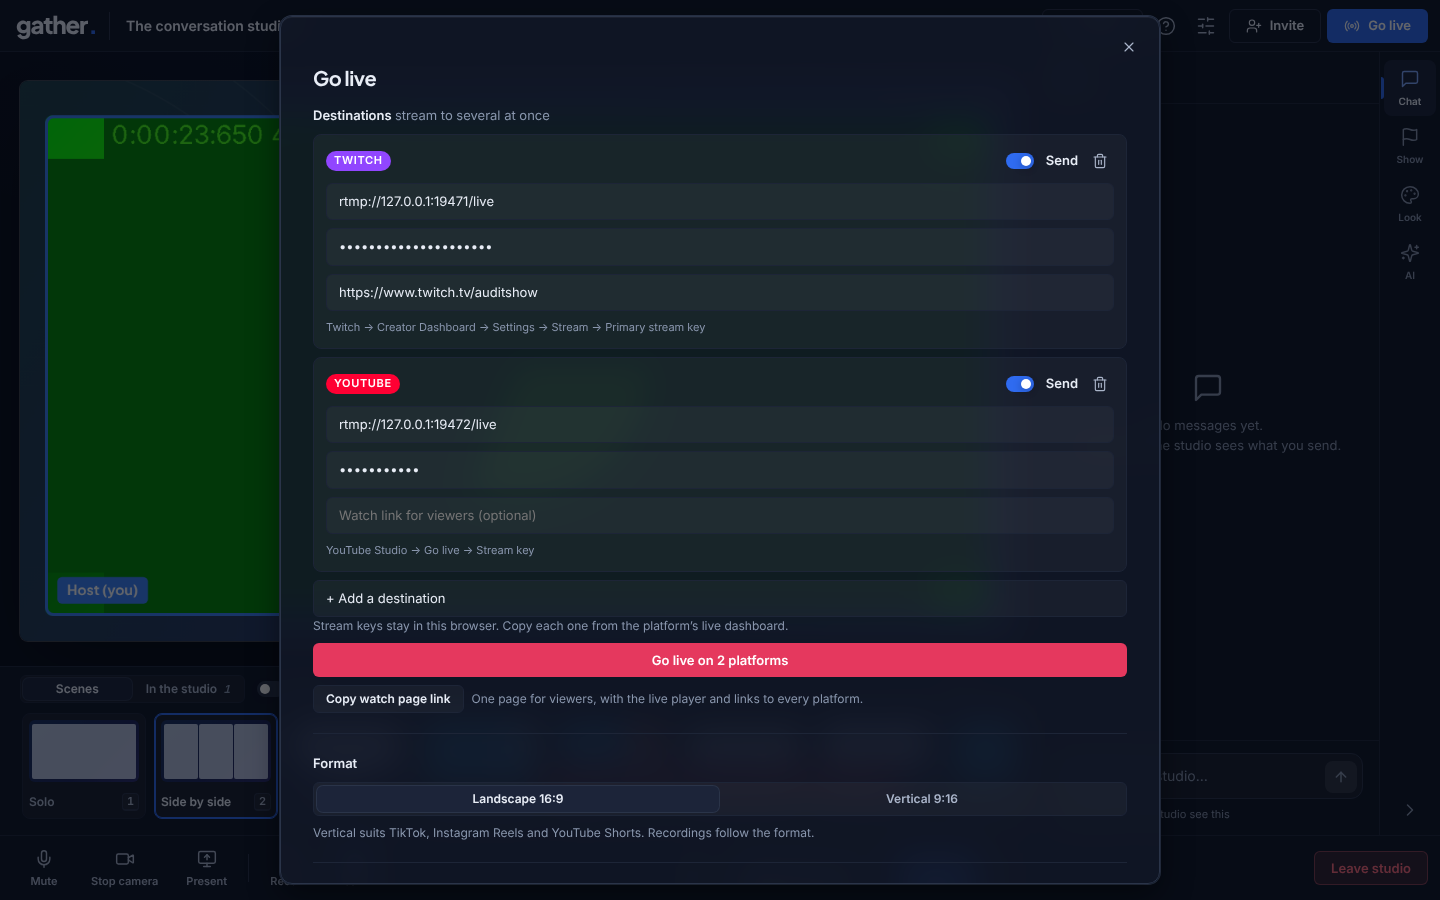 gather.
The conversation studi
Invite
Go live
Go live
Destinations stream to several at once
TWITCH
Send
rtmp://127.0.0.1:19471/live
•••••••••••••••••••••
https://www.twitch.tv/auditshow
Twitch → Creator Dashboard → Settings → Stream → Primary stream key
YOUTUBE
Send
rtmp://127.0.0.1:19472/live
•••••••••••
Watch link for viewers (optional)
YouTube Studio → Go live → Stream key
+ Add a destination
Stream keys stay in this browser. Copy each one from the platform's live dashboard.
Go live on 2 platforms
Copy watch page link
One page for viewers, with the live player and links to every platform.
Format
Landscape 16:9
Vertical 9:16
Vertical suits TikTok, Instagram Reels and YouTube Shorts. Recordings follow the format.
0:00:23:650
Host (you)
Scenes
In the studio 1
Solo
1
Side by side
2
Mute
Stop camera
Present
Chat
Show
Look
AI
messages yet.
studio sees what you send.
studio see this
Leave studio